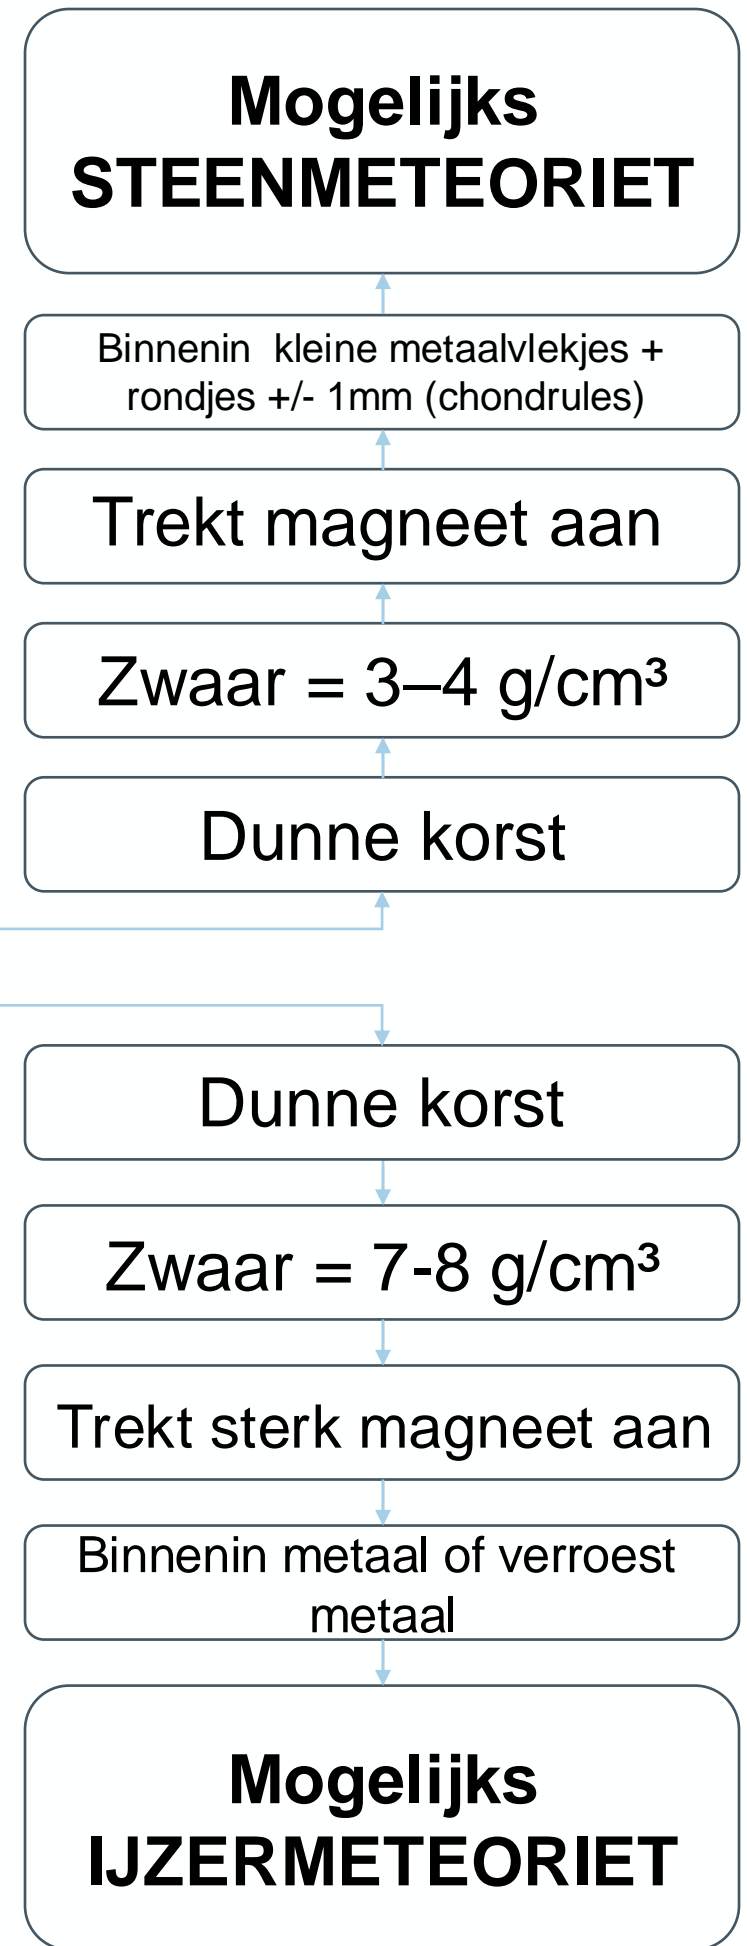 Mogelijks
STEENMETEORIET
Binnenin  kleine metaalvlekjes +
rondjes +/- 1mm (chondrules)
Trekt magneet aan
Zwaar = 3–4 g/cm³
Dunne korst
Dunne korst
Zwaar = 7-8 g/cm³
Trekt sterk magneet aan
Binnenin metaal of verroest
metaal
Mogelijks
IJZERMETEORIET